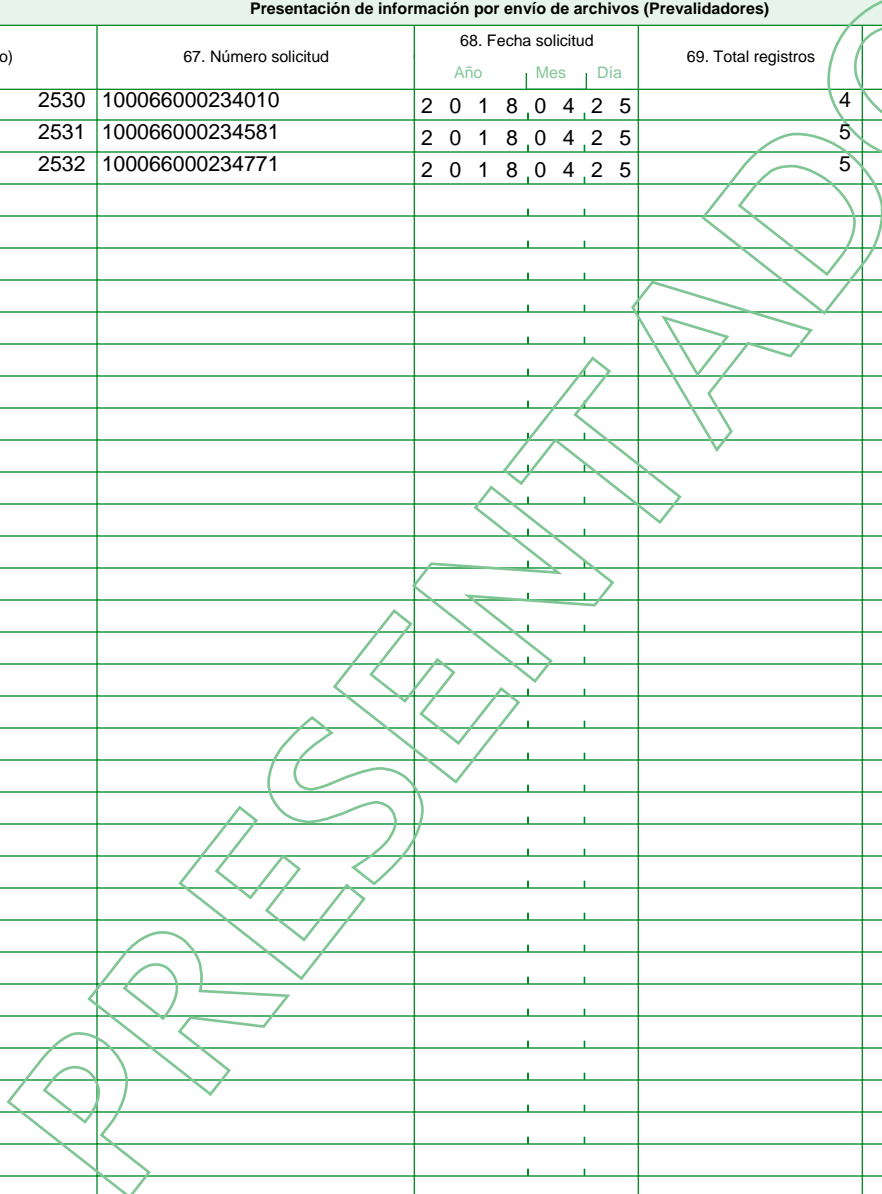 Presentación de información por envío de archivos (Prevalidadores)
o) 67. Número solicitud 68. Fecha solicitud 69. Total registros
Año Mes Día
2530 100066000234010 2 0 1 8 0 4 2 5 4
2531 100066000234581 2 0 1 8 0 4 2 5 5
2532 100066000234771 2 0 1 8 0 4 2 5 5
PRESENTADO